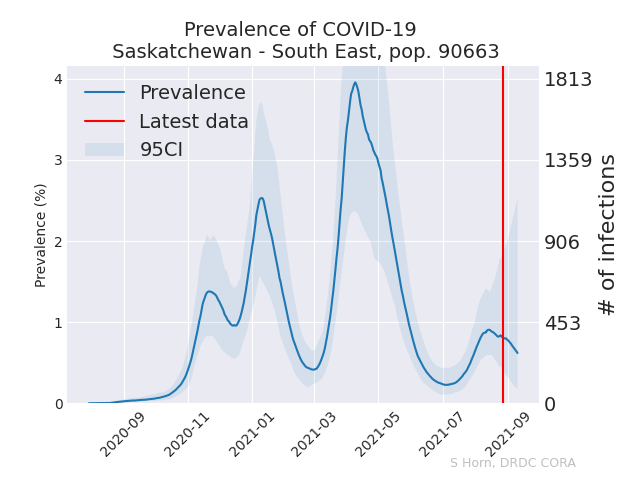 Prevalence of COVID-19
Saskatchewan - South East, pop. 90663
Prevalence
Latest data
95CI
Prevalence (%)
4
3
2
1
0
1813
1359
906
453
0
# of infections
2020-09
2020-11
2021-01
2021-03
2021-05
2021-07
2021-09
S Horn, DRDC CORA